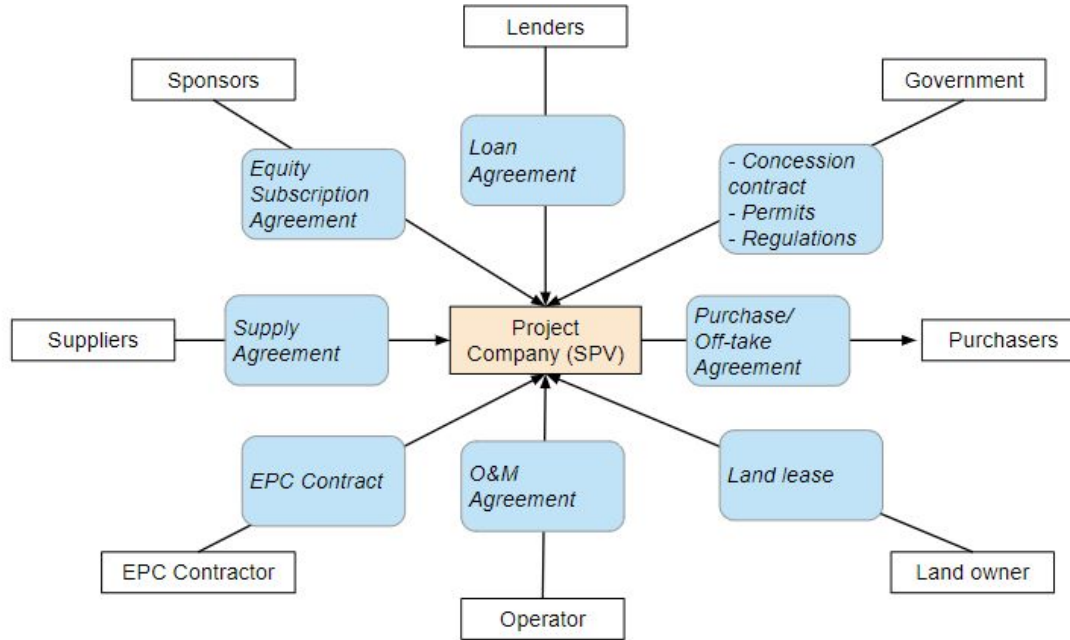 Lenders
Sponsors
Government
Equity
Subscription
Agreement
Loan
Agreement
- Concession
contract
- Permits
- Regulations
Suppliers
Supply
Agreement
Project
Company (SPV)
Purchase/
Off-take
Agreement
Purchasers
EPC Contract
O&M
Agreement
Land lease
EPC Contractor
Operator
Land owner